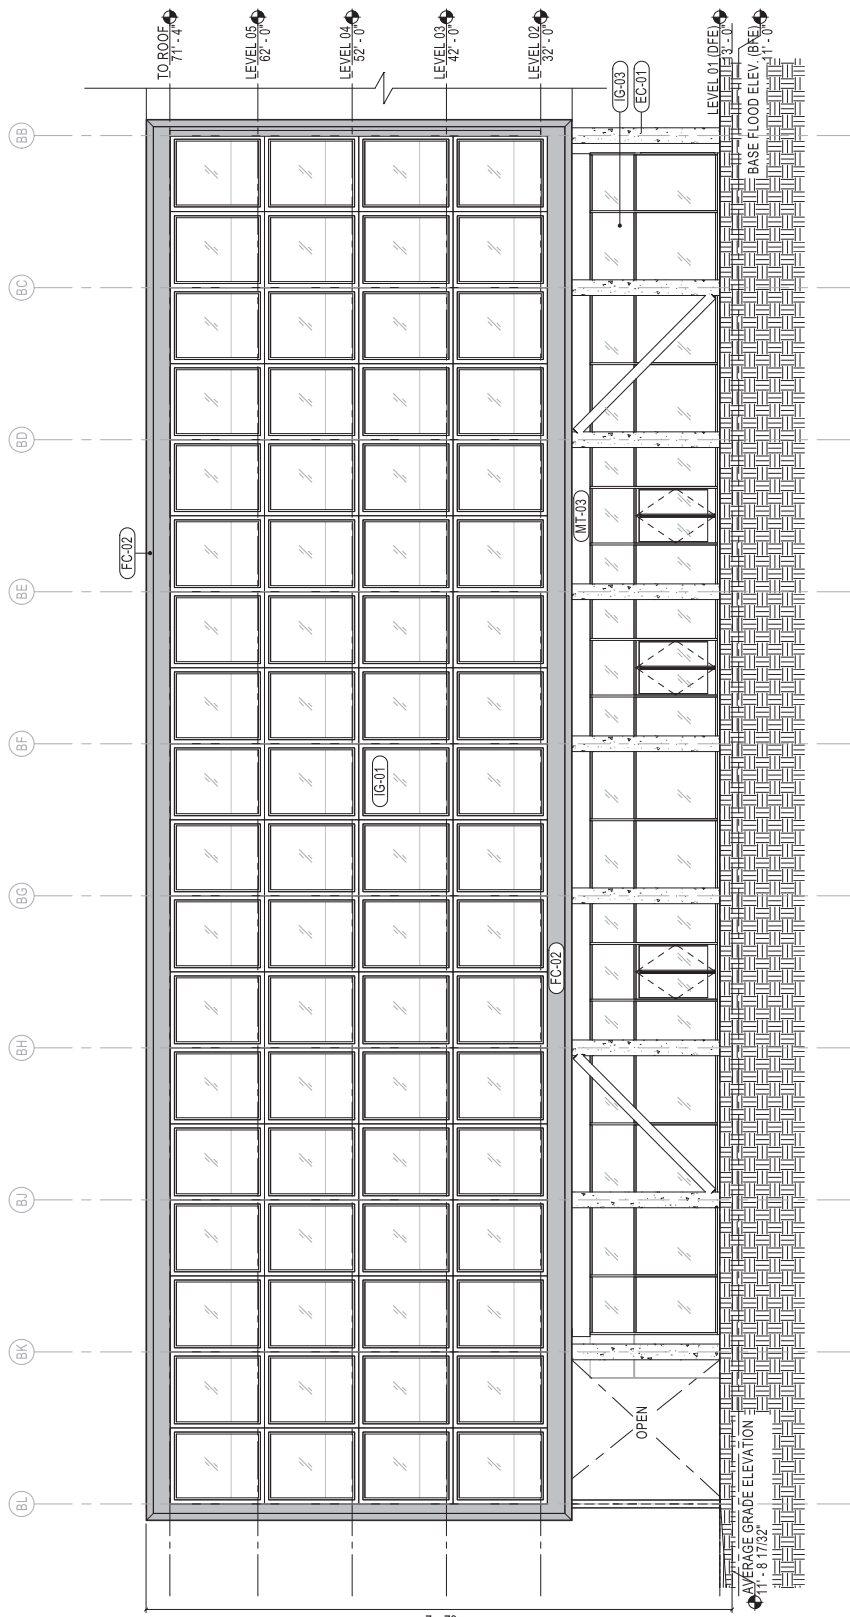 TO ROOF
71' - 4"
LEVEL 05
62' - 0"
LEVEL 04
52' - 0"
LEVEL 03
42' - 0"
LEVEL 02
32' - 0"
LEVEL 01 (DFE)
13' - 0"
BASE FLOOD ELEV. (BFE)
11' - 0"
IG-03
EC-01
BB
BC
BD
BE
BF
BG
BH
BJ
BK
BL
FC-02
MT-03
IG-01
FC-02
OPEN
AVERAGE GRADE ELEVATION
11' - 8 17/32"